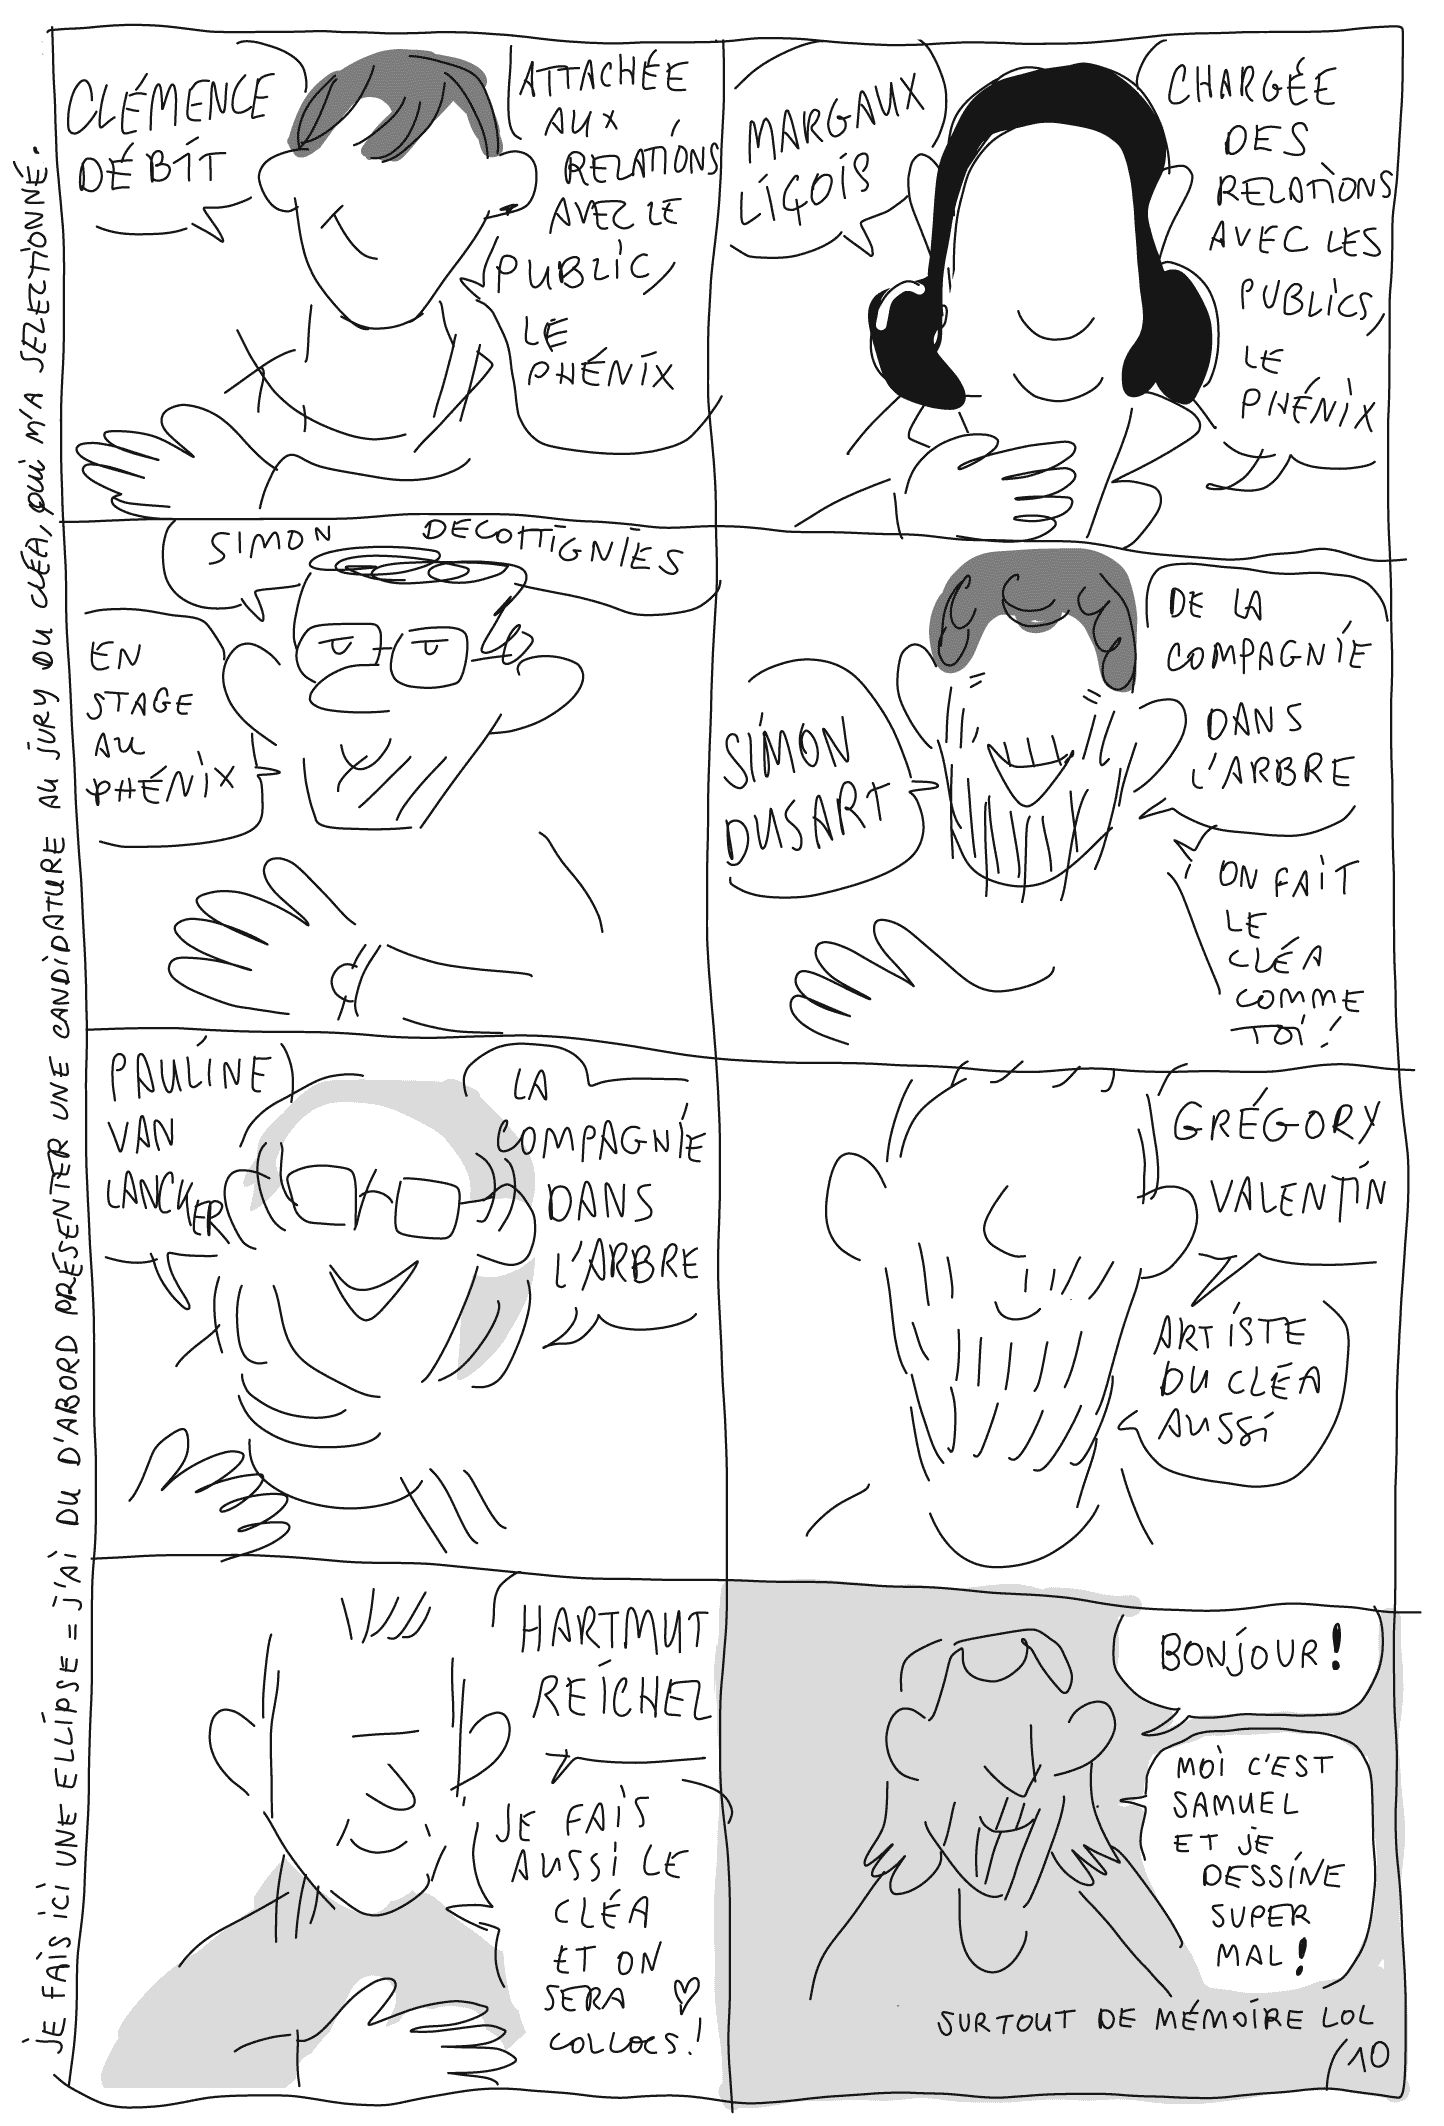 JE FAIS ICI UNE ELLIPSE = J'AI DU D'ABORD PRÉSENTER UNE CANDIDATURE AU JURY DU CLÉA, QUI M'A SELECTIONNÉ.
CLÉMENCE
DÉBIT
ATTACHÉE
AUX
RELATIONS
AVEC LE
PUBLIC,
LE
PHÉNIX
MARGAUX
LIÇOIS
CHARGÉE
DES
RELATIONS
AVEC LES
PUBLICS,
LE
PHÉNIX
SIMON DECOTTIGNIES
EN
STAGE
AU
PHÉNIX
SIMON
DUSART
DE LA
COMPAGNIE
DANS
L'ARBRE
ON FAIT
LE
CLÉA
COMME
TOI !
PAULINE
VAN
LANCKER
LA
COMPAGNIE
DANS
L'ARBRE
GRÉGORY
VALENTIN
ARTISTE
DU CLÉA
AUSSI
HARTMUT
REICHEL
JE FAIS
AUSSI LE
CLÉA
ET ON
SERA
COLLOCS !
BONJOUR !
MOI C'EST
SAMUEL
ET JE
DESSINE
SUPER
MAL !
SURTOUT DE MÉMOIRE LOL
/10